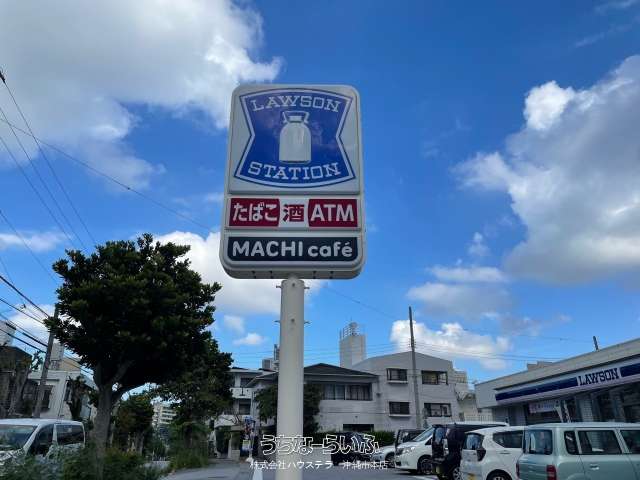 LAWSON
STATION
たばこ 酒 ATM
MACHI café
LAWSON
うちなーらいふ
株式会社ハウステラ 沖縄市本店